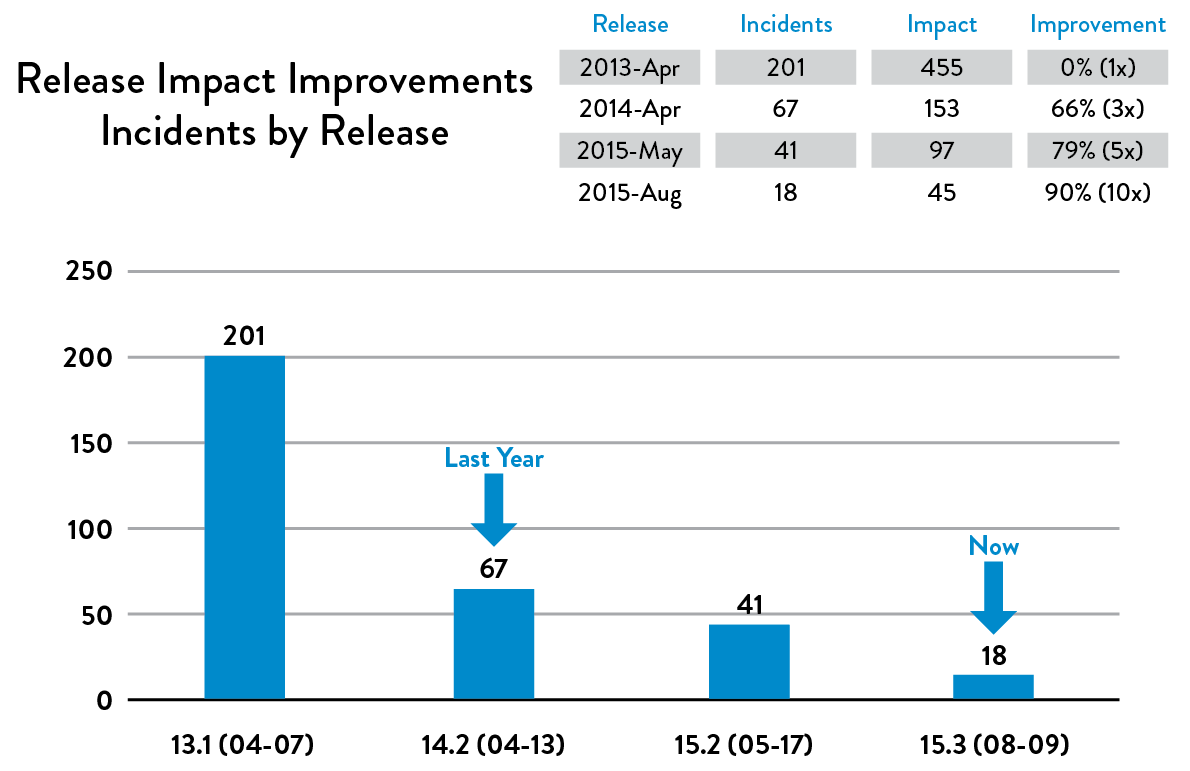 Release Impact Improvements
Incidents by Release
Release Incidents Impact Improvement
2013-Apr 201 455 0% (1x)
2014-Apr 67 153 66% (3x)
2015-May 41 97 79% (5x)
2015-Aug 18 45 90% (10x)
250
200
150
100
50
0
201
Last Year
67
41
Now
18
13.1 (04-07) 14.2 (04-13) 15.2 (05-17) 15.3 (08-09)